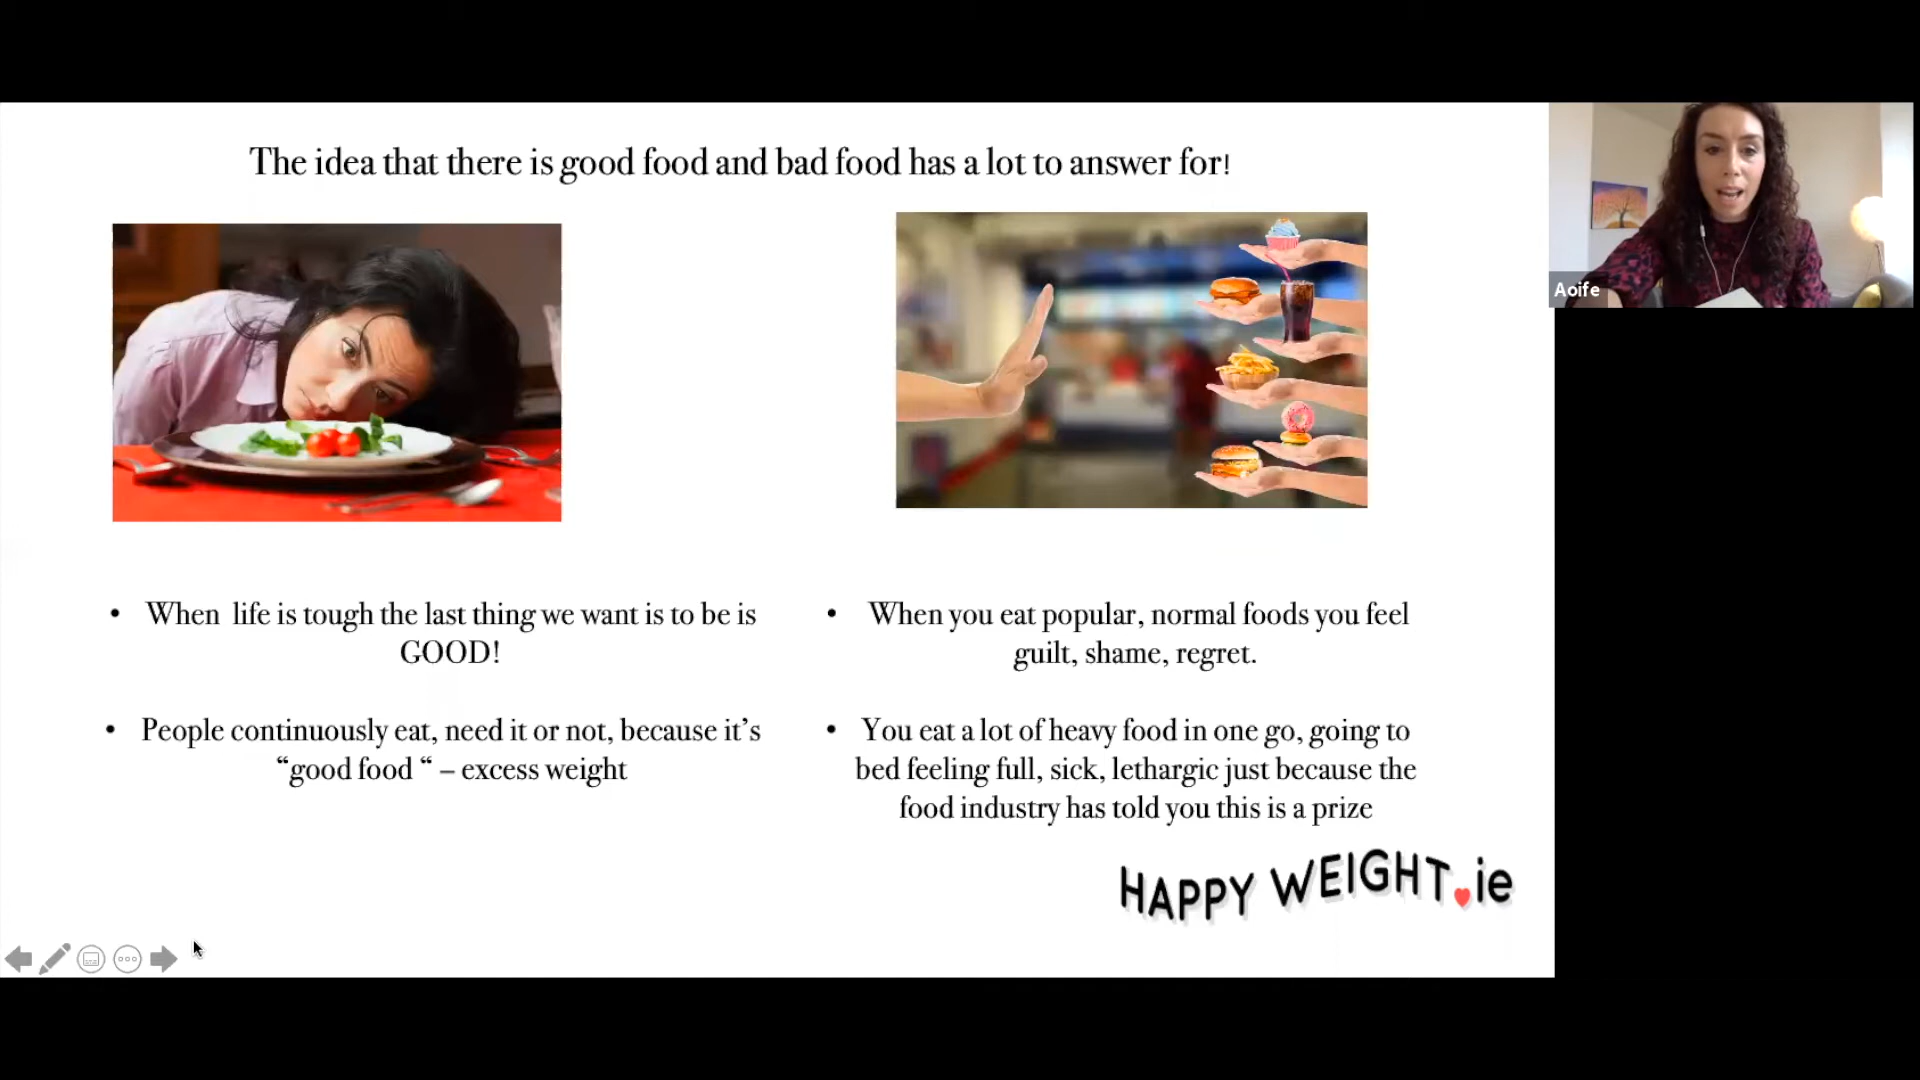 The idea that there is good food and bad food has a lot to answer for!
Aoife
• When life is tough the last thing we want is to be is
GOOD!
• People continuously eat, need it or not, because it’s
“good food “ – excess weight
• When you eat popular, normal foods you feel
guilt, shame, regret.
• You eat a lot of heavy food in one go, going to
bed feeling full, sick, lethargic just because the
food industry has told you this is a prize
HAPPY WEIGHT.ie